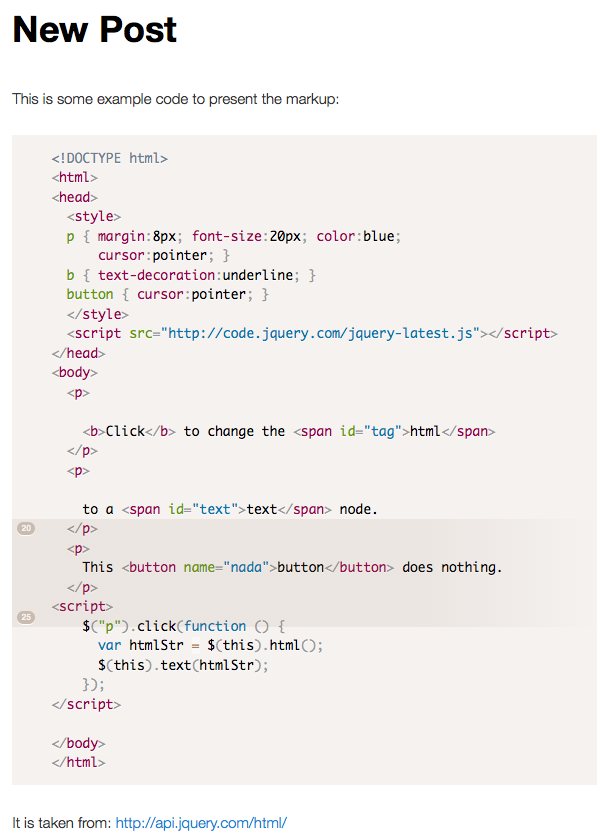 New Post
This is some example code to present the markup:
<!DOCTYPE html>
<html>
<head>
  <style>
  p { margin:8px; font-size:20px; color:blue;
      cursor:pointer; }
  b { text-decoration:underline; }
  button { cursor:pointer; }
  </style>
  <script src="http://code.jquery.com/jquery-latest.js"></script>
</head>
<body>
  <p>
    <b>Click</b> to change the <span id="tag">html</span>
  </p>
  <p>
    to a <span id="text">text</span> node.
20 </p>
  <p>
    This <button name="nada">button</button> does nothing.
  </p>
<script>
25
    $("p").click(function () {
      var htmlStr = $(this).html();
      $(this).text(htmlStr);
    });
</script>
</body>
</html>
It is taken from: http://api.jquery.com/html/